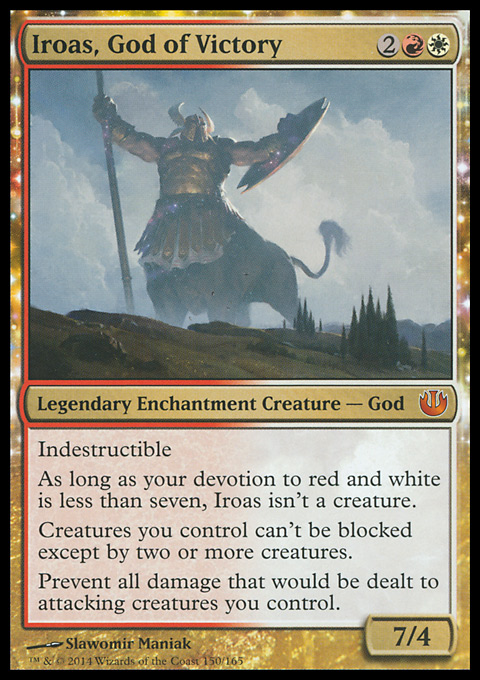 Iroas, God of Victory 2
Legendary Enchantment Creature — God
Indestructible
As long as your devotion to red and white
is less than seven, Iroas isn't a creature.
Creatures you control can't be blocked
except by two or more creatures.
Prevent all damage that would be dealt to
attacking creatures you control.
7/4
Slawomir Maniak
™ & © 2014 Wizards of the Coast 150/165